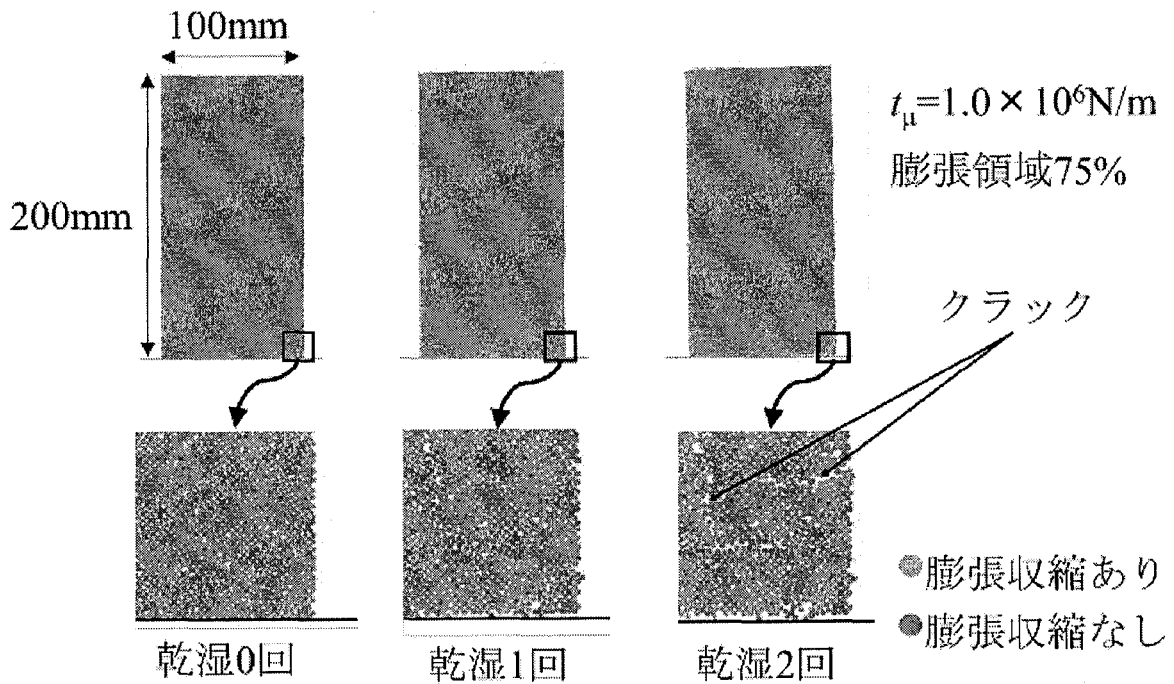 100mm
200mm
tμ=1.0×10⁶N/m
膨張領域75%
クラック
●膨張収縮あり
●膨張収縮なし
乾湿0回
乾湿1回
乾湿2回